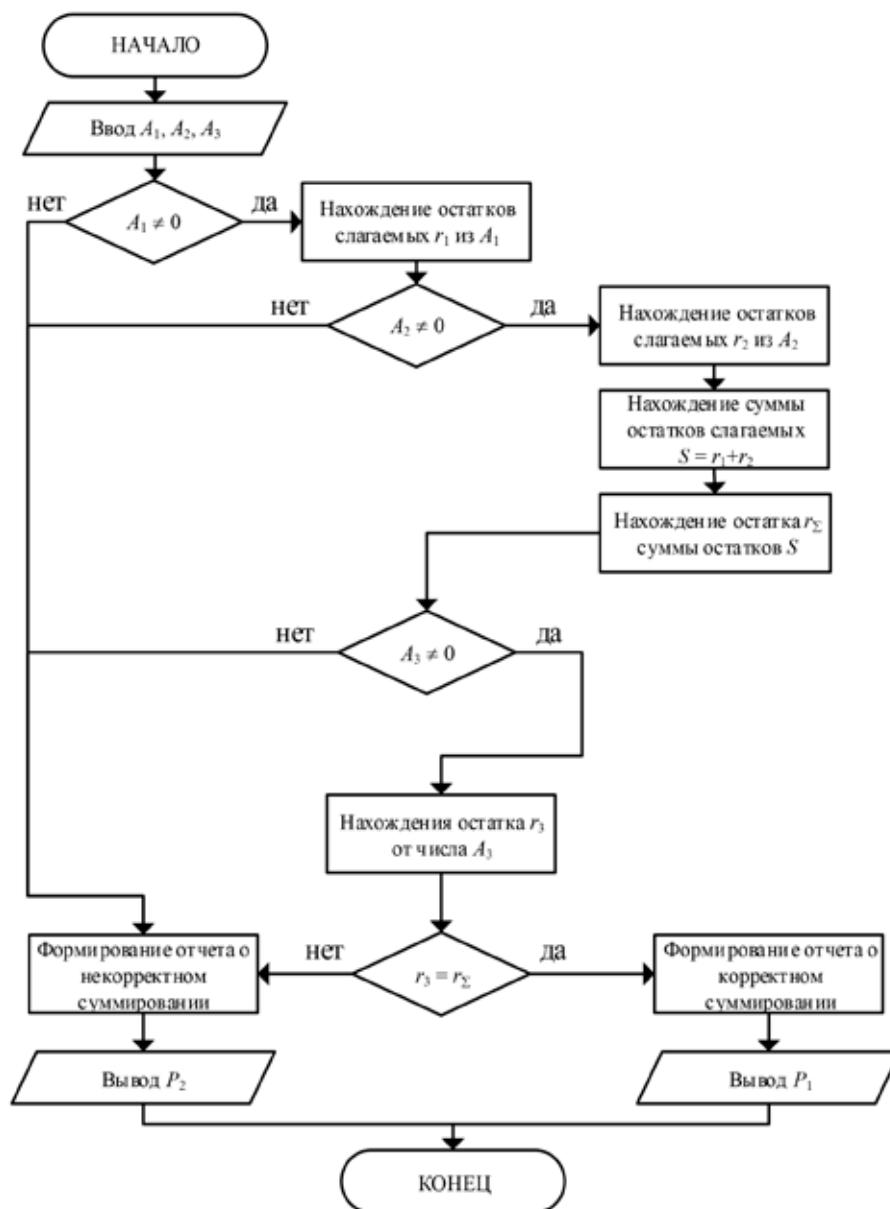 НАЧАЛО
Ввод A₁, A₂, A₃
нет
A₁ ≠ 0
да
Нахождение остатков
слагаемых r₁ из A₁
нет
A₂ ≠ 0
да
Нахождение остатков
слагаемых r₂ из A₂
Нахождение суммы
остатков слагаемых
S = r₁+r₂
Нахождение остатка r_Σ
суммы остатков S
нет
A₃ ≠ 0
да
Нахождения остатка r₃
от числа A₃
Формирование отчета о
некорректном
суммировании
нет
r₃ = r_Σ
да
Формирование отчета о
корректном
суммировании
Вывод P₂
Вывод P₁
КОНЕЦ